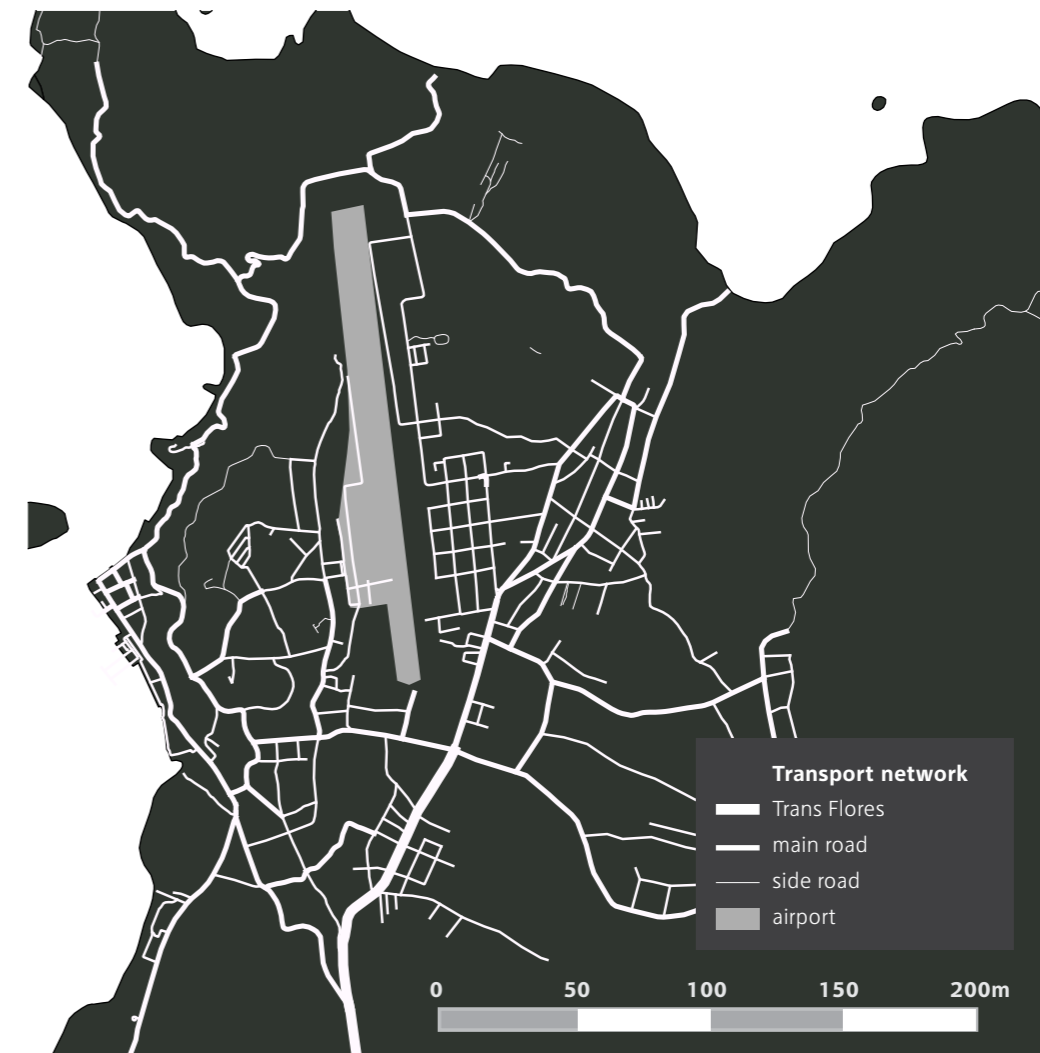 Transport network
Trans Flores
main road
side road
airport
0 50 100 150 200m